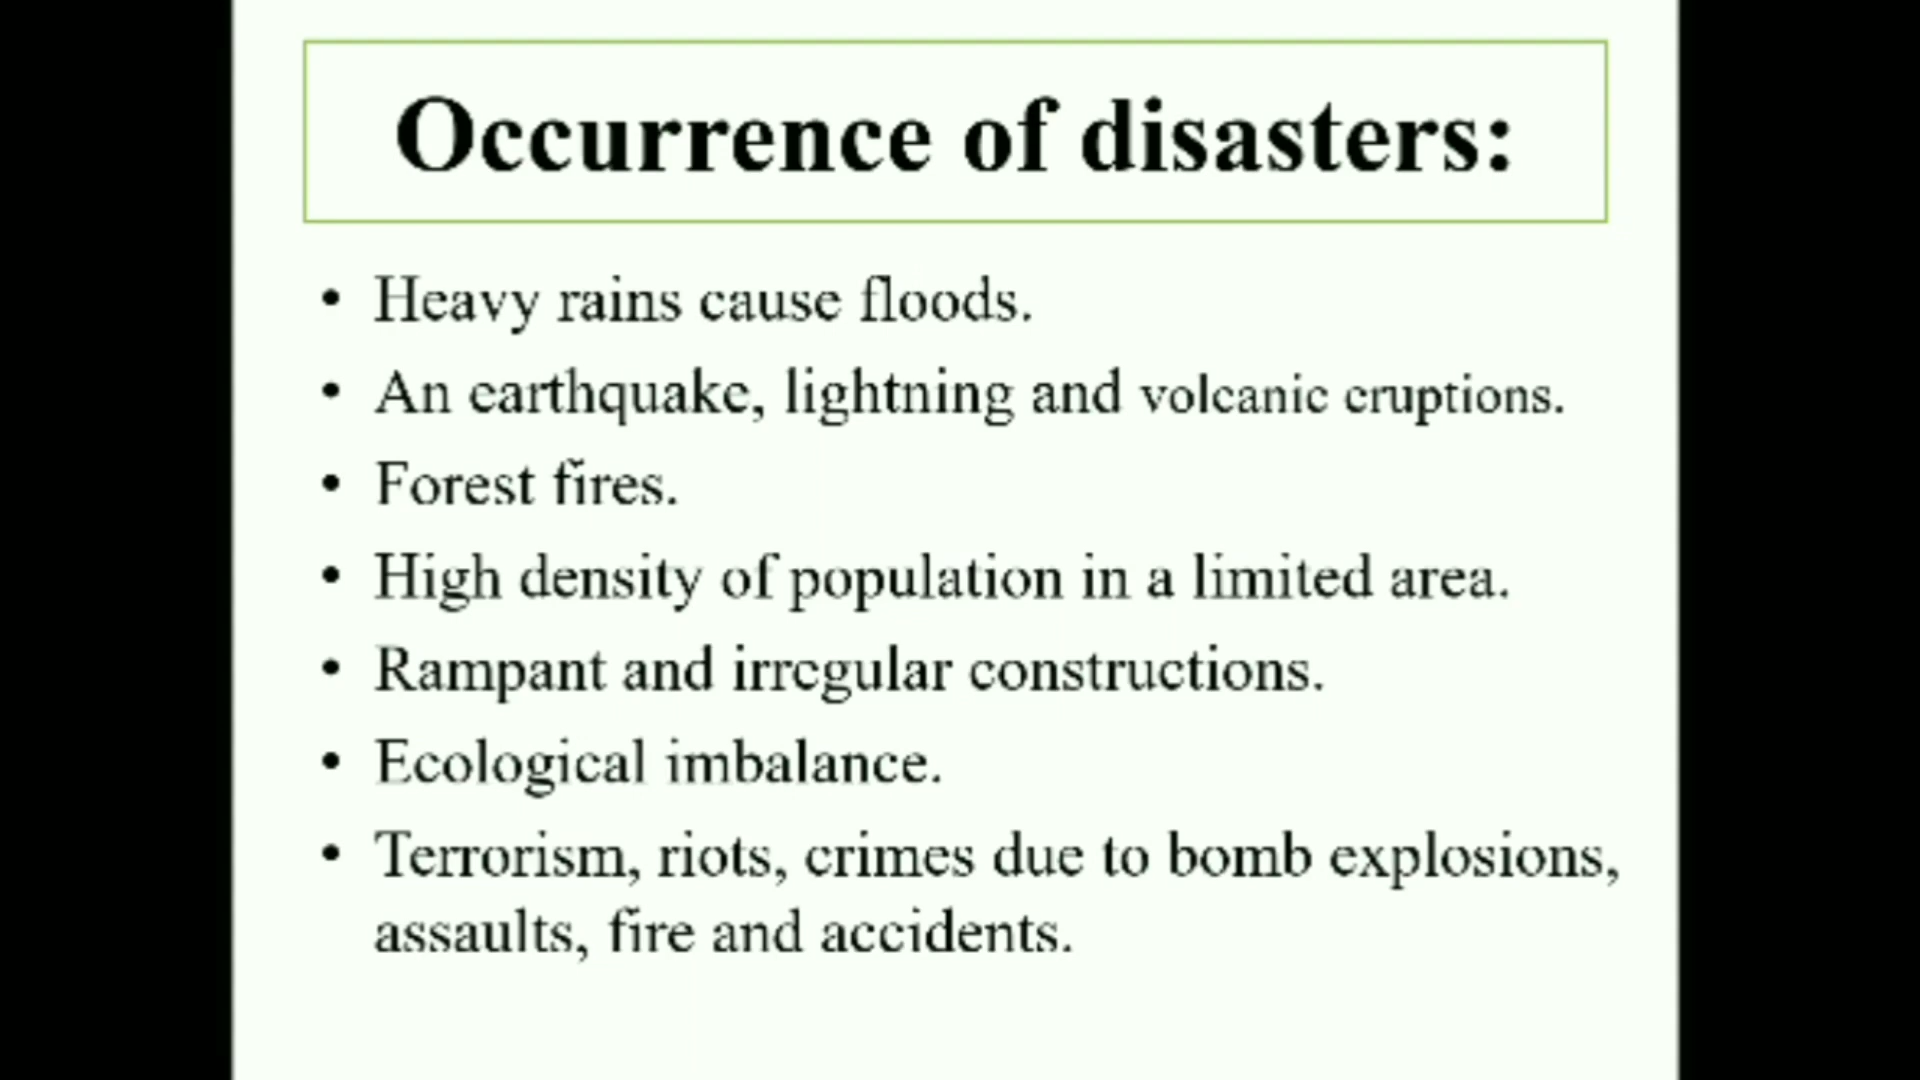 Occurrence of disasters:
• Heavy rains cause floods.
• An earthquake, lightning and volcanic eruptions.
• Forest fires.
• High density of population in a limited area.
• Rampant and irregular constructions.
• Ecological imbalance.
• Terrorism, riots, crimes due to bomb explosions,
assaults, fire and accidents.